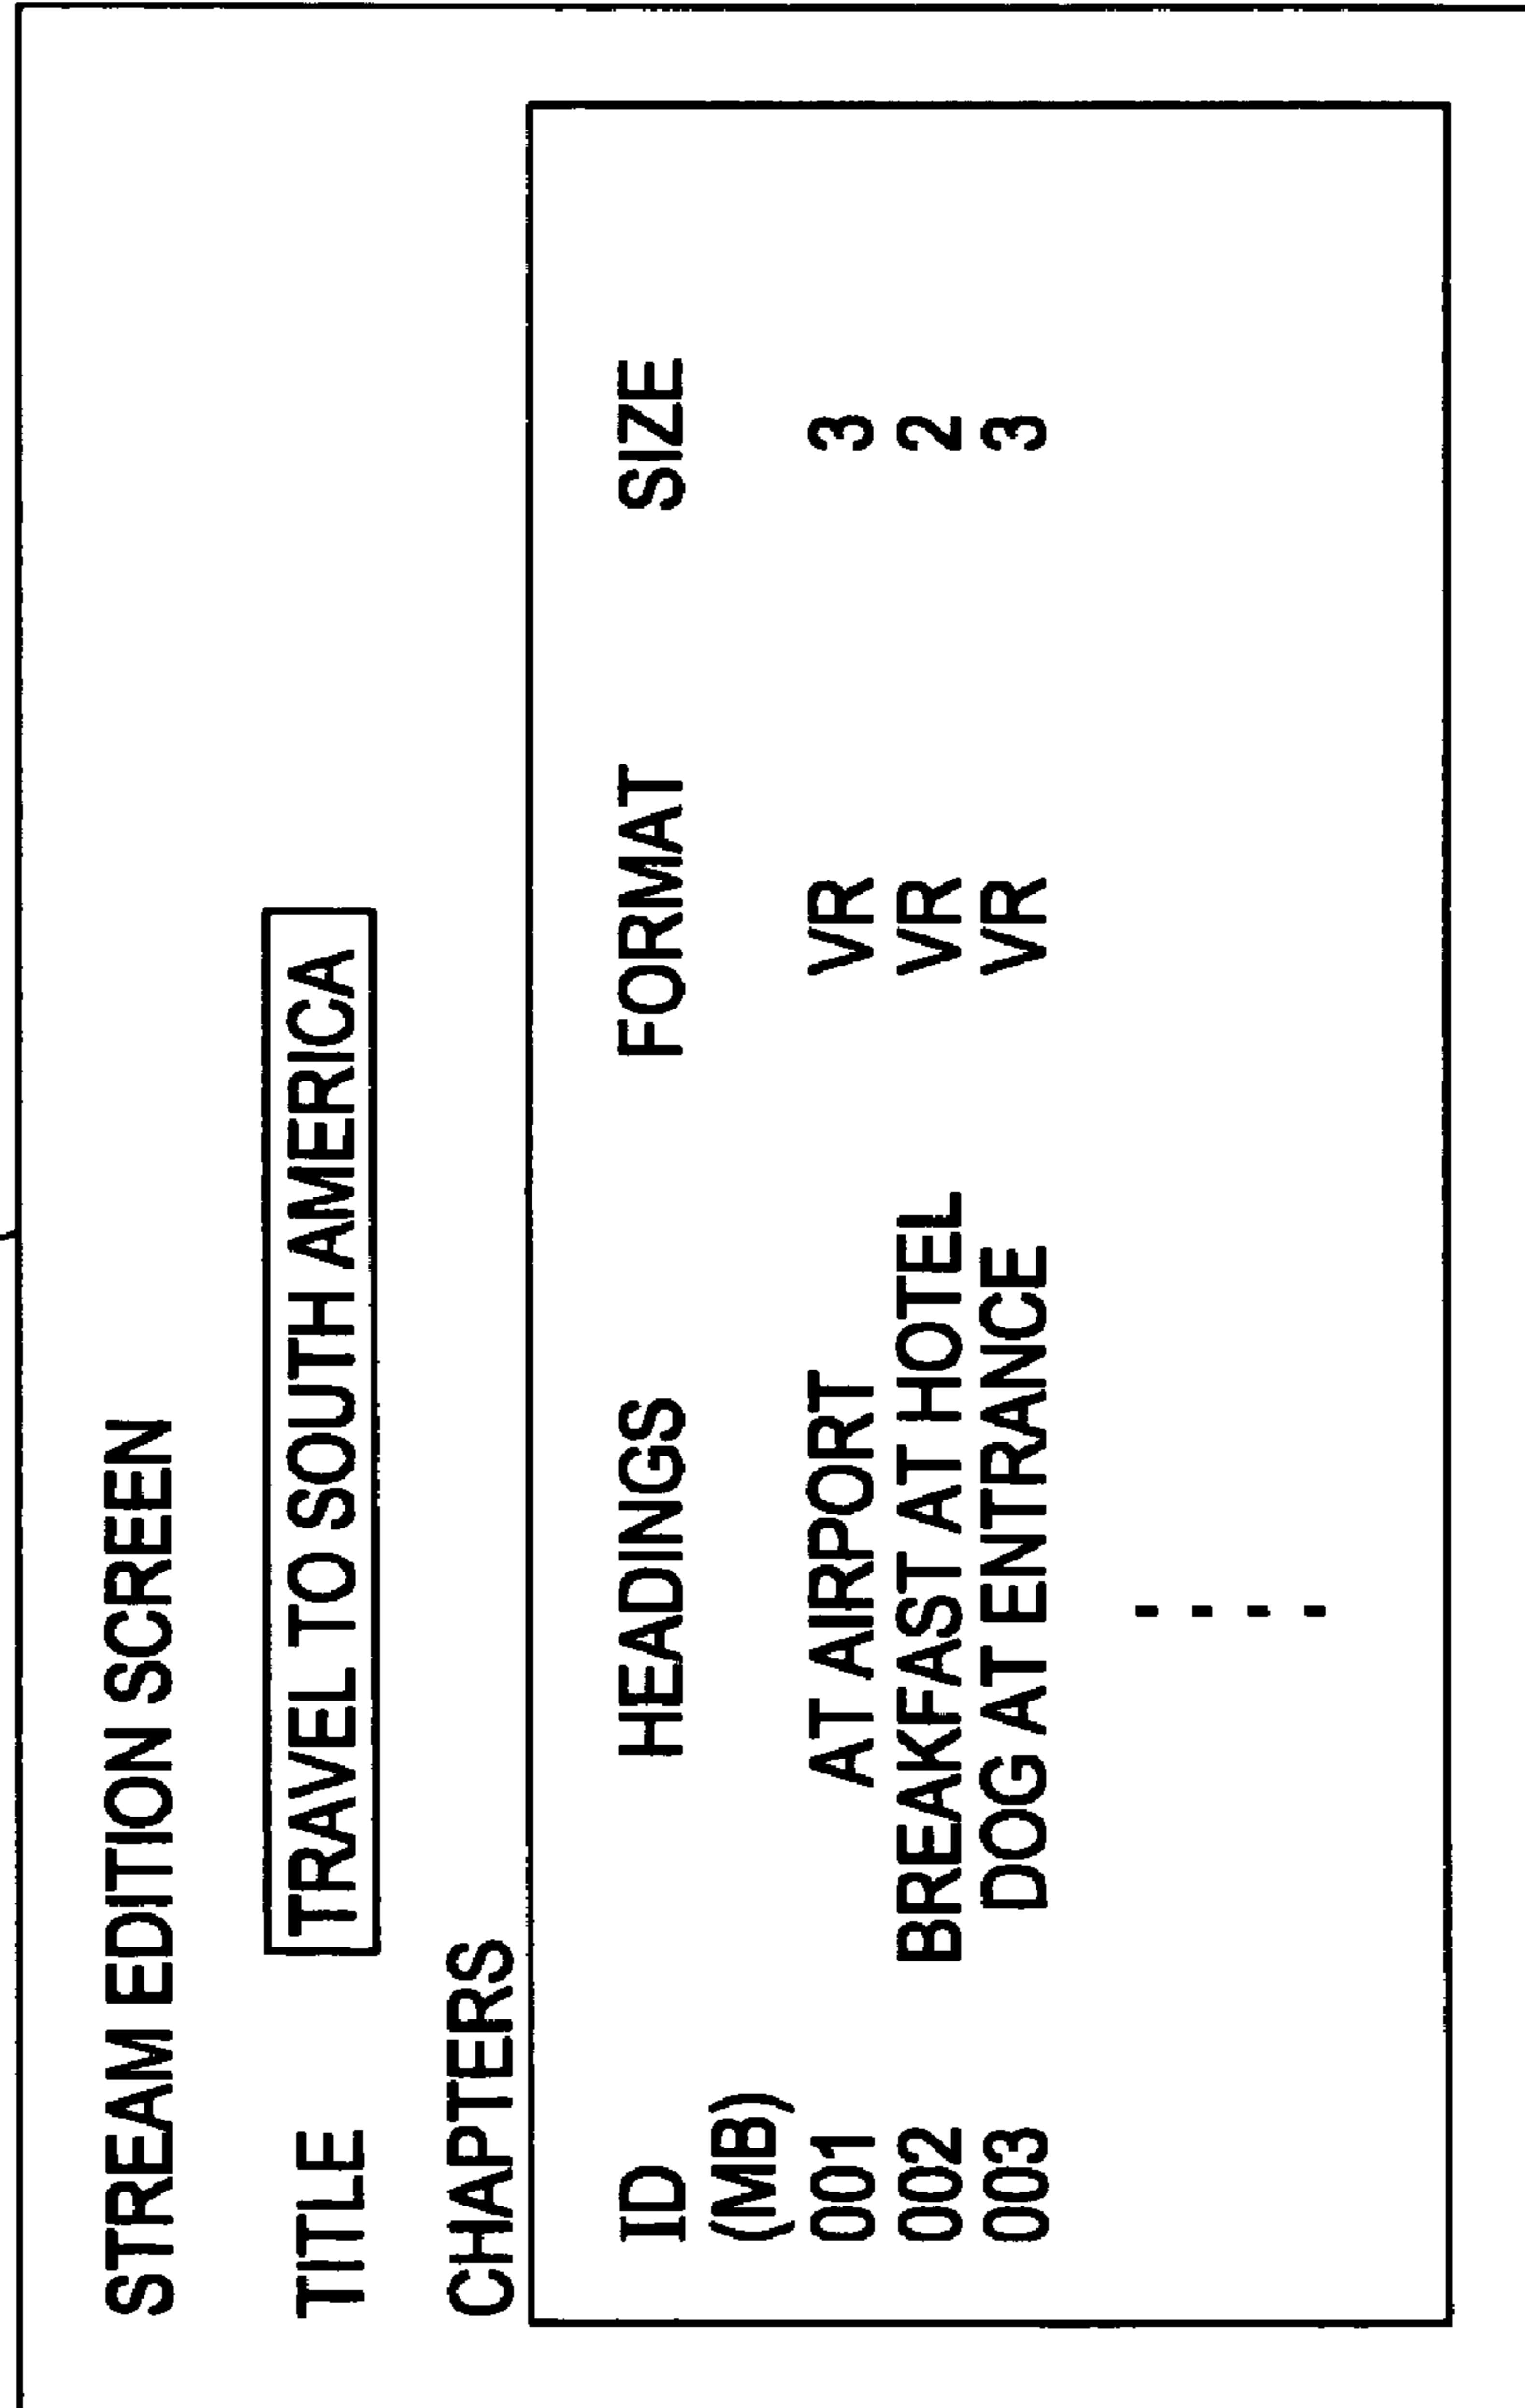 STREAM EDITION SCREEN
TITLE TRAVEL TO SOUTH AMERICA
CHAPTERS
ID HEADINGS FORMAT SIZE
(MB)
001 AT AIRPORT VR 3
002 BREAKFAST AT HOTEL VR 2
003 DOG AT ENTRANCE VR 3